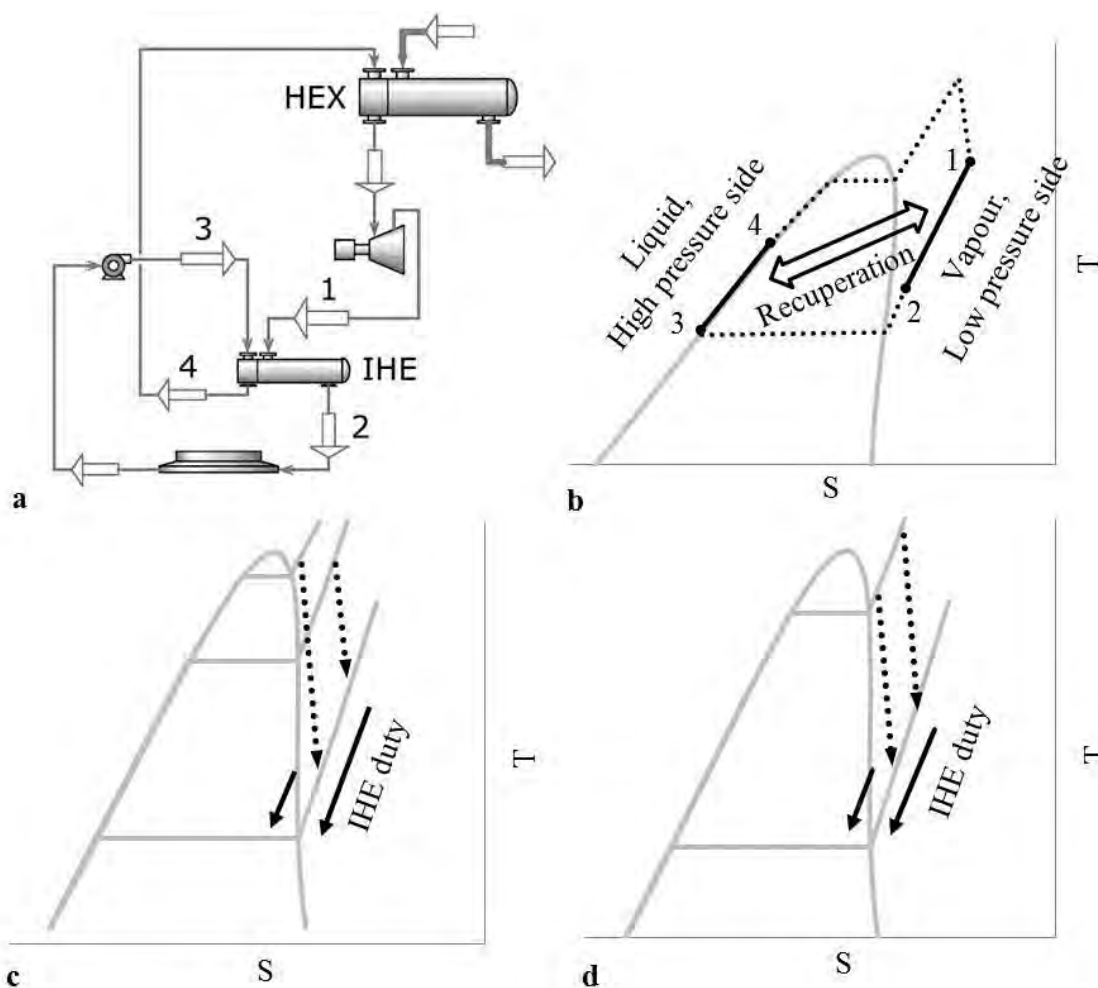 HEX
3
1
4
IHE
2
a
1
Liquid,
High pressure side
4
Recuperation
Vapour,
Low pressure side
3
2
T
S
b
IHE duty
T
S
c
IHE duty
T
S
d